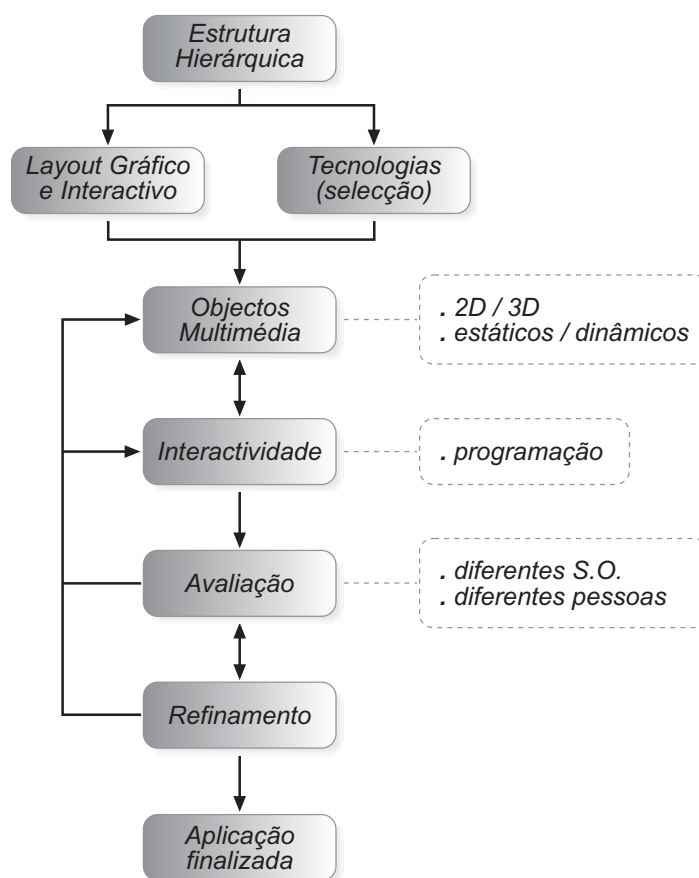 Estrutura
Hierárquica
Layout Gráfico
e Interactivo
Tecnologias
(selecção)
Objectos
Multimédia
. 2D / 3D
. estáticos / dinâmicos
Interactividade
. programação
Avaliação
. diferentes S.O.
. diferentes pessoas
Refinamento
Aplicação
finalizada